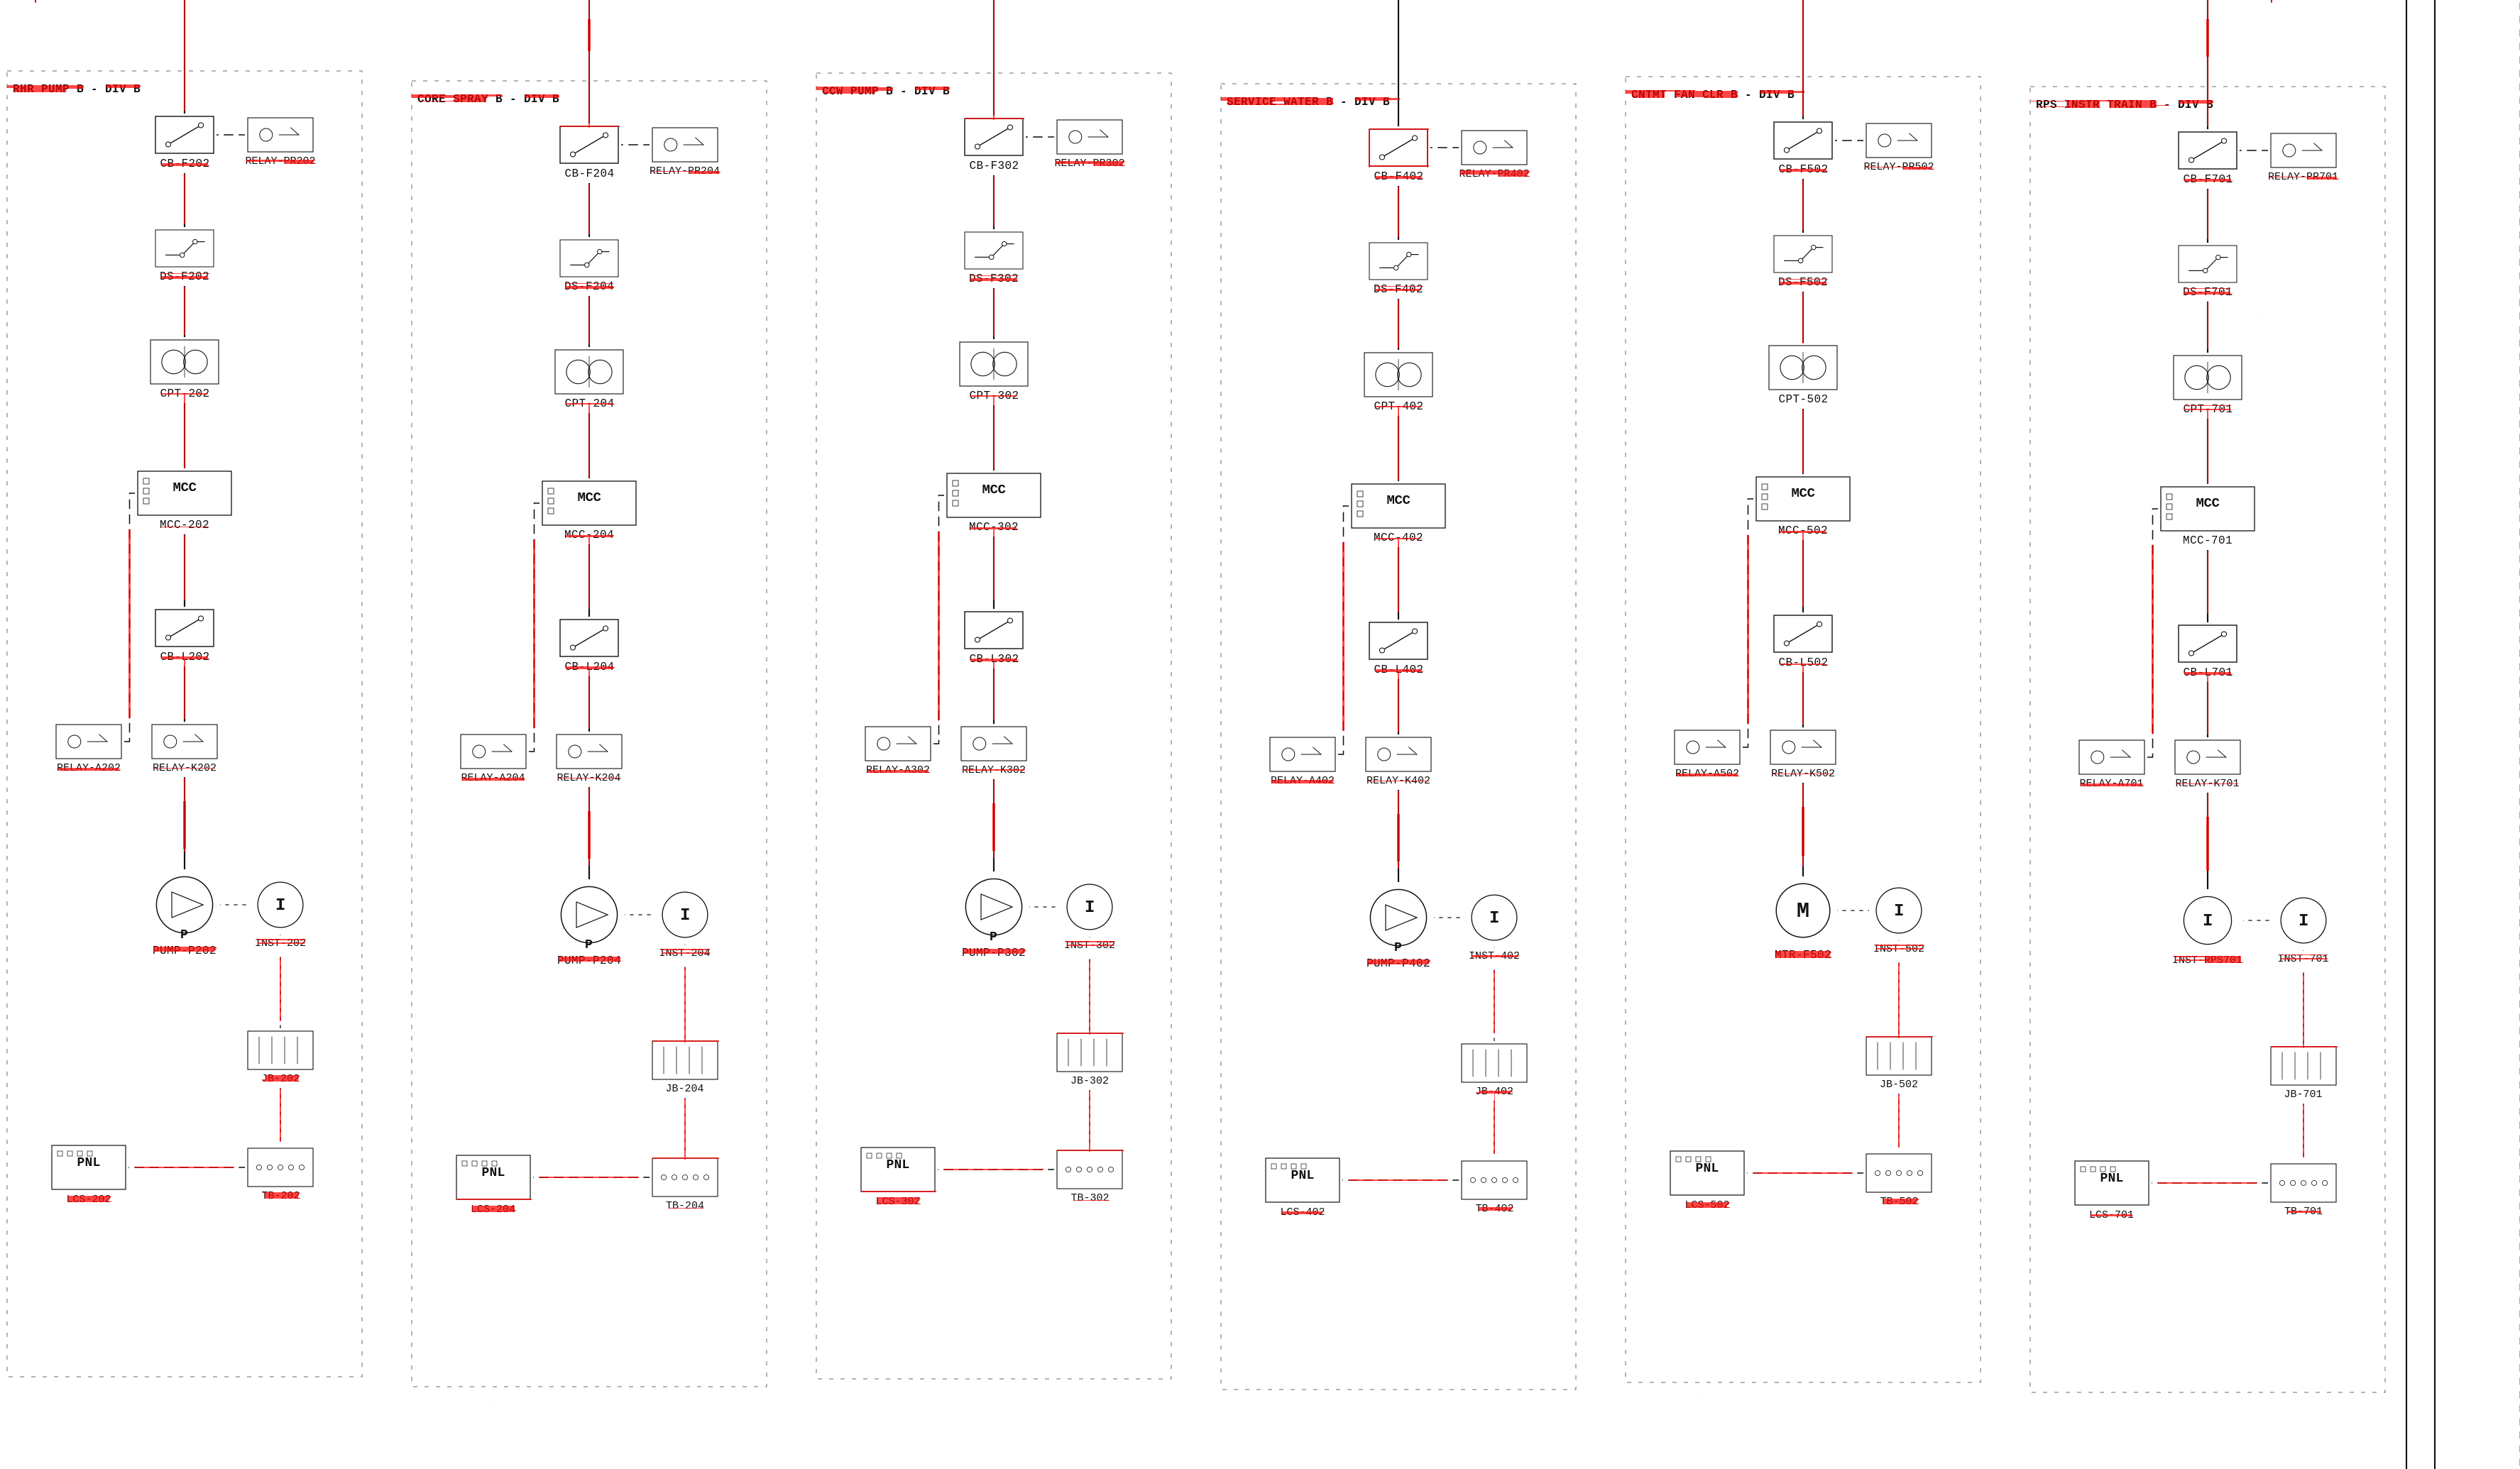 RHR PUMP B - DIV B
CB-F202
RELAY-PR202
DS-F202
CPT-202
MCC
MCC-202
CB-L202
RELAY-A202
RELAY-K202
P
PUMP-P202
I
INST-202
JB-202
PNL
LCS-202
TB-202
CORE SPRAY B - DIV B
CB-F204
RELAY-PR204
DS-F204
CPT-204
MCC
MCC-204
CB-L204
RELAY-A204
RELAY-K204
P
PUMP-P204
I
INST-204
JB-204
PNL
LCS-204
TB-204
CCW PUMP B - DIV B
CB-F302
RELAY-PR302
DS-F302
CPT-302
MCC
MCC-302
CB-L302
RELAY-A302
RELAY-K302
P
PUMP-P302
I
INST-302
JB-302
PNL
LCS-302
TB-302
SERVICE WATER B - DIV B
CB-F402
RELAY-PR402
DS-F402
CPT-402
MCC
MCC-402
CB-L402
RELAY-A402
RELAY-K402
P
PUMP-P402
I
INST-402
JB-402
PNL
LCS-402
TB-402
CNTMT FAN CLR B - DIV B
CB-F502
RELAY-PR502
DS-F502
CPT-502
MCC
MCC-502
CB-L502
RELAY-A502
RELAY-K502
M
MTR-F502
I
INST-502
JB-502
PNL
LCS-502
TB-502
RPS INSTR TRAIN B - DIV B
CB-F701
RELAY-PR701
DS-F701
CPT-701
MCC
MCC-701
CB-L701
RELAY-A701
RELAY-K701
I
INST-RPS701
I
INST-701
JB-701
PNL
LCS-701
TB-701